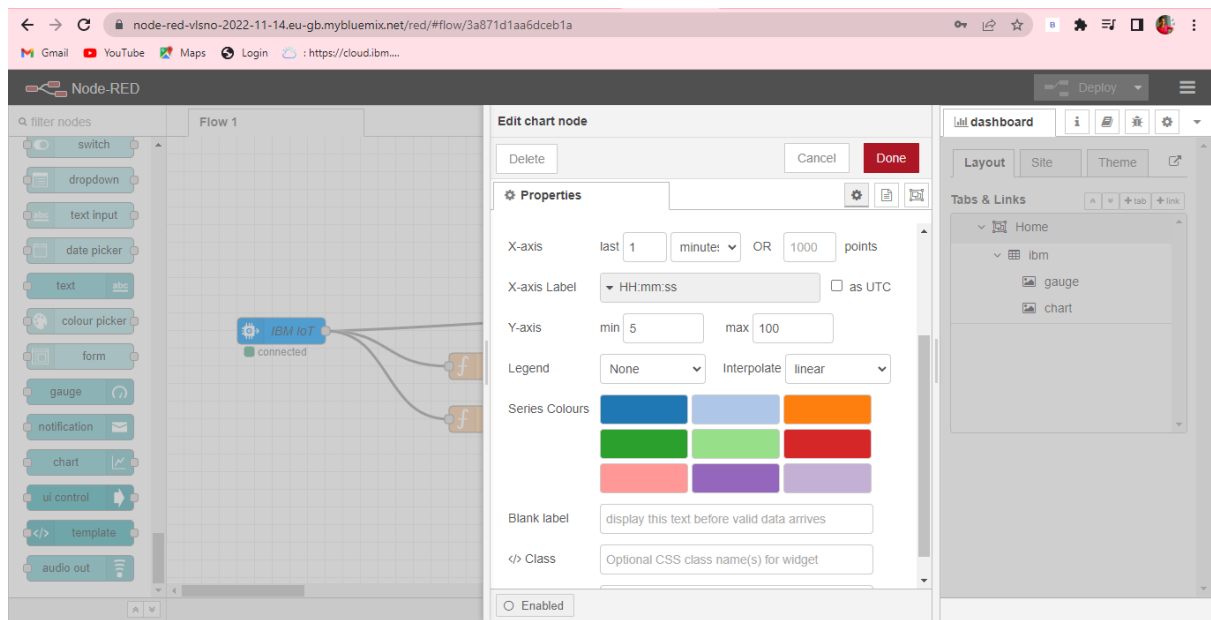 node-red-vlsno-2022-11-14.eu-gb.mybluemix.net/red/#flow/3a871d1aa6dceb1a
B
Gmail YouTube Maps Login : https://cloud.ibm....
Node-RED
Deploy
filter nodes
Flow 1
switch
dropdown
abc text input
date picker
text abc
colour picker
form
gauge
notification
chart
ui control
</> template
audio out
IBM IoT
connected
f
f
Edit chart node
Delete Cancel Done
Properties
X-axis last 1 minutes OR 1000 points
X-axis Label HH:mm:ss as UTC
Y-axis min 5 max 100
Legend None Interpolate linear
Series Colours
Blank label display this text before valid data arrives
</> Class Optional CSS class name(s) for widget
Enabled
dashboard i
Layout Site Theme
Tabs & Links +tab +link
Home
ibm
gauge
chart